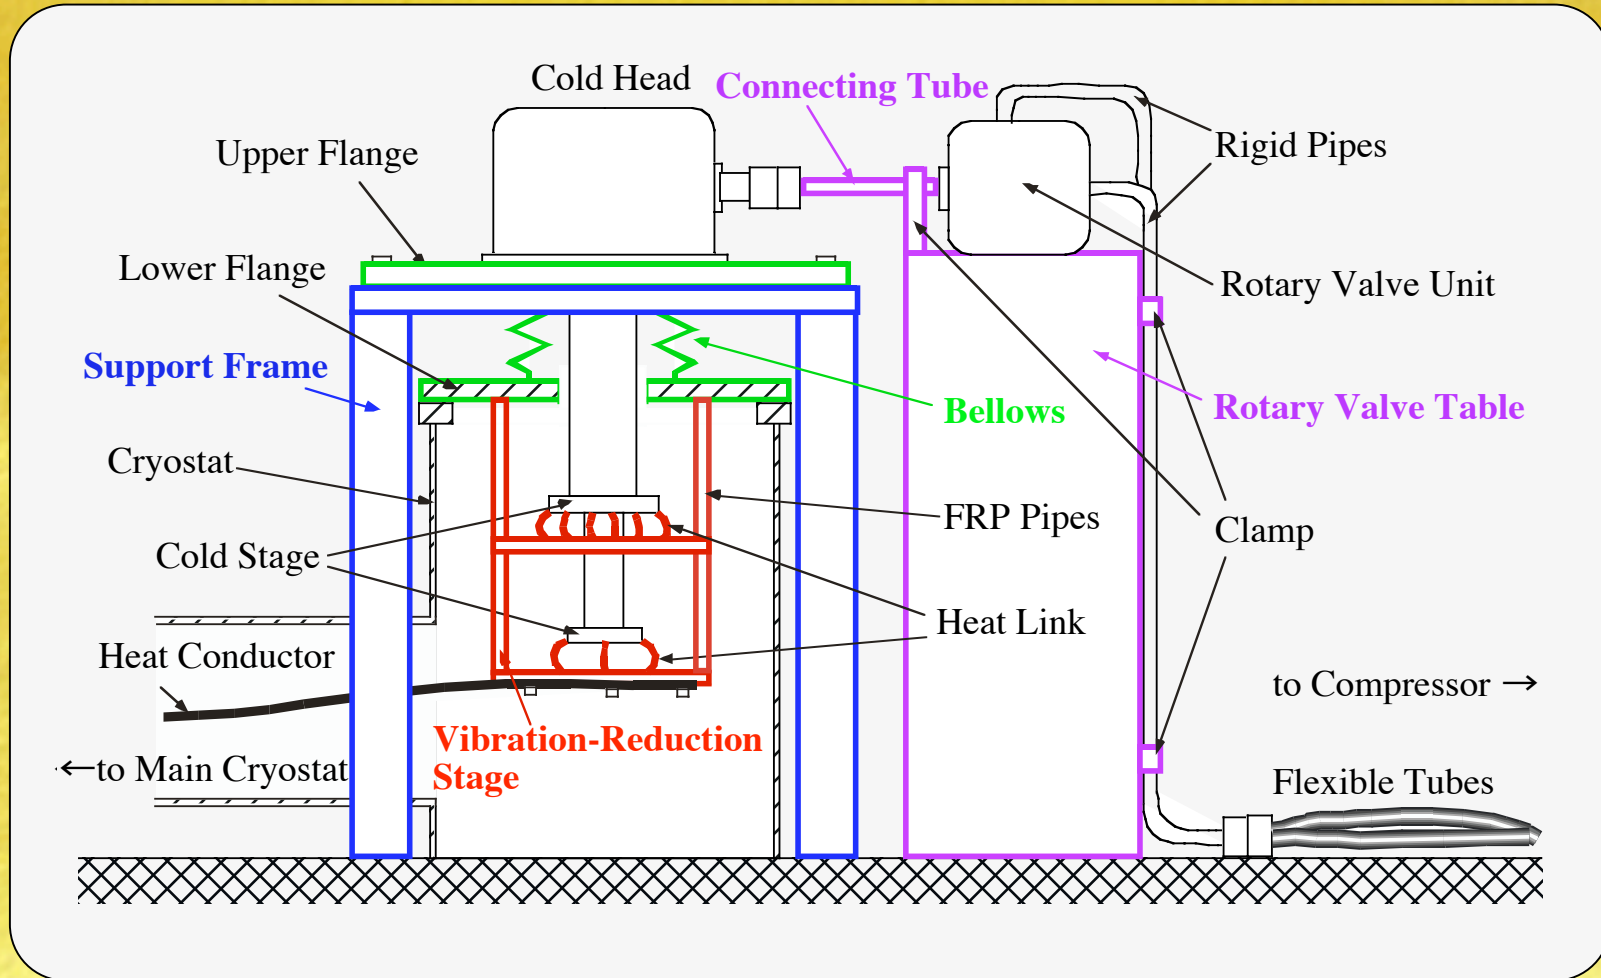 Cold Head
Connecting Tube
Upper Flange
Rigid Pipes
Lower Flange
Rotary Valve Unit
Support Frame
Bellows
Rotary Valve Table
Cryostat
FRP Pipes
Clamp
Cold Stage
Heat Link
Heat Conductor
to Compressor →
Vibration-Reduction
Stage
←to Main Cryostat
Flexible Tubes